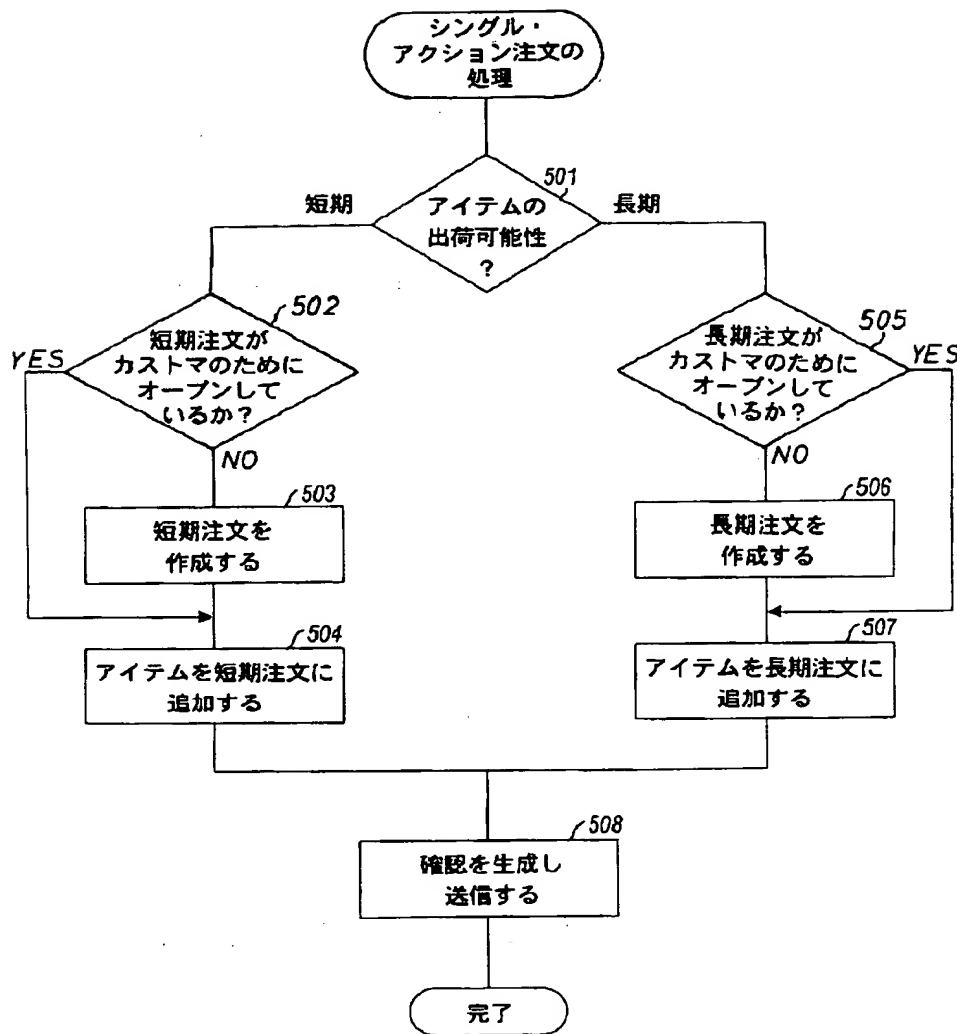 シングル・
アクション注文の
処理
501
短期
アイテムの
出荷可能性
?
長期
502
短期注文が
カストマのために
オープンして
いるか?
YES
NO
505
長期注文が
カストマのために
オープンして
いるか?
YES
NO
503
短期注文を
作成する
506
長期注文を
作成する
504
アイテムを短期注文に
追加する
507
アイテムを長期注文に
追加する
508
確認を生成し
送信する
完了